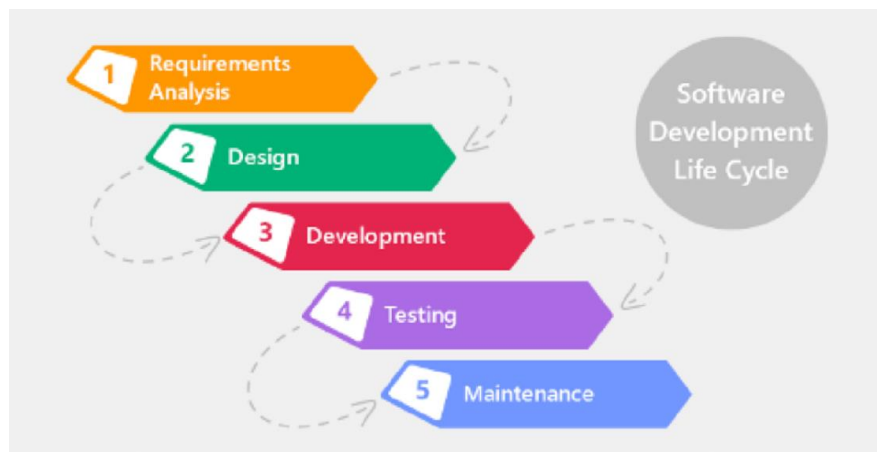 1
Requirements
Analysis
2
Design
3
Development
4
Testing
5
Maintenance
Software
Development
Life Cycle